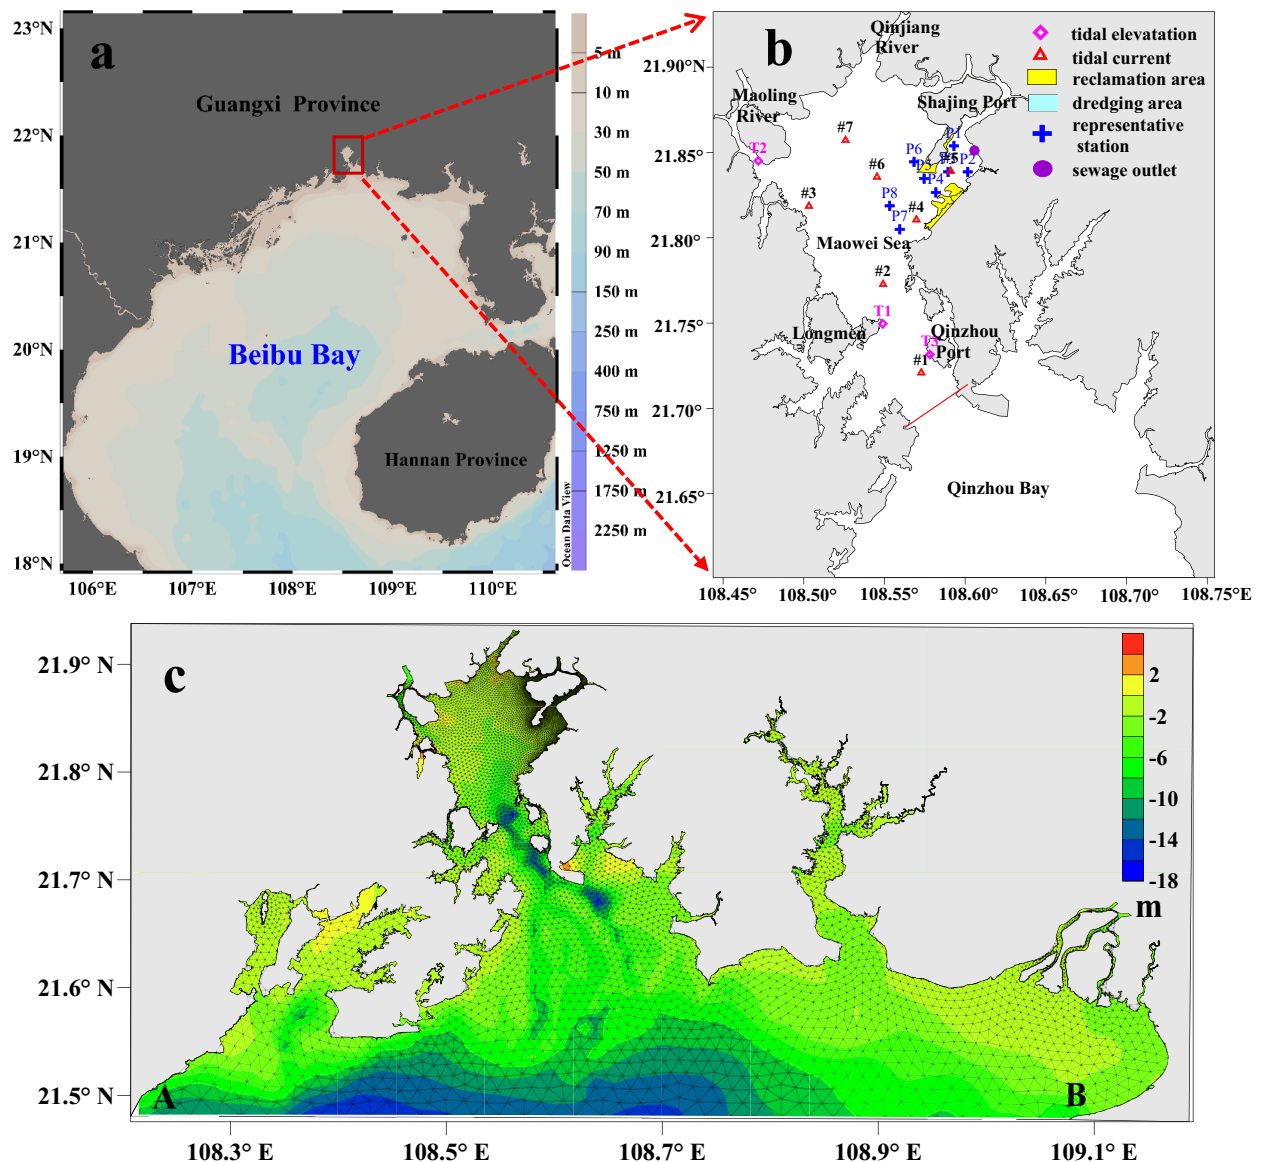 a
23°N
22°N
21°N
20°N
19°N
18°N
Guangxi Province
Beibu Bay
Hannan Province
106°E
107°E
108°E
109°E
110°E
5 m
10 m
30 m
50 m
70 m
90 m
150 m
250 m
400 m
750 m
1250 m
1750 m
2250 m
Ocean Data View
b
21.90°N
21.85°N
21.80°N
21.75°N
21.70°N
21.65°N
Qinjiang
River
Maoling
River
Shajing Port
tidal elevatation
tidal current
reclamation area
dredging area
representative
station
sewage outlet
T2
#7
P6
P1
P5
#5
P2
#6
P4
#3
P8
#4
P7
Maowei Sea
#2
T1
Longmen
Qinzhou
Port
T3
#1
Qinzhou Bay
108.45°
108.50°
108.55°
108.60°
108.65°
108.70°
108.75°E
c
21.9° N
21.8° N
21.7° N
21.6° N
21.5° N
2
-2
-6
-10
-14
-18
m
A
B
108.3° E
108.5° E
108.7° E
108.9° E
109.1° E